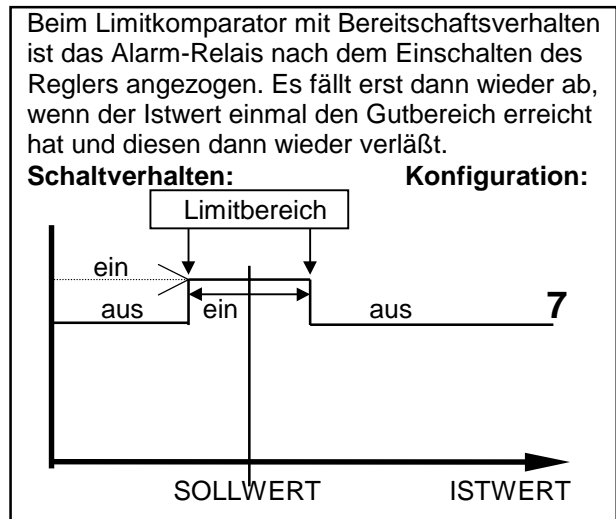 Beim Limitkomparator mit Bereitschaftsverhalten
ist das Alarm-Relais nach dem Einschalten des
Reglers angezogen. Es fällt erst dann wieder ab,
wenn der Istwert einmal den Gutbereich erreicht
hat und diesen dann wieder verläßt.
Schaltverhalten: Konfiguration:
Limitbereich
ein
aus ein aus 7
SOLLWERT ISTWERT